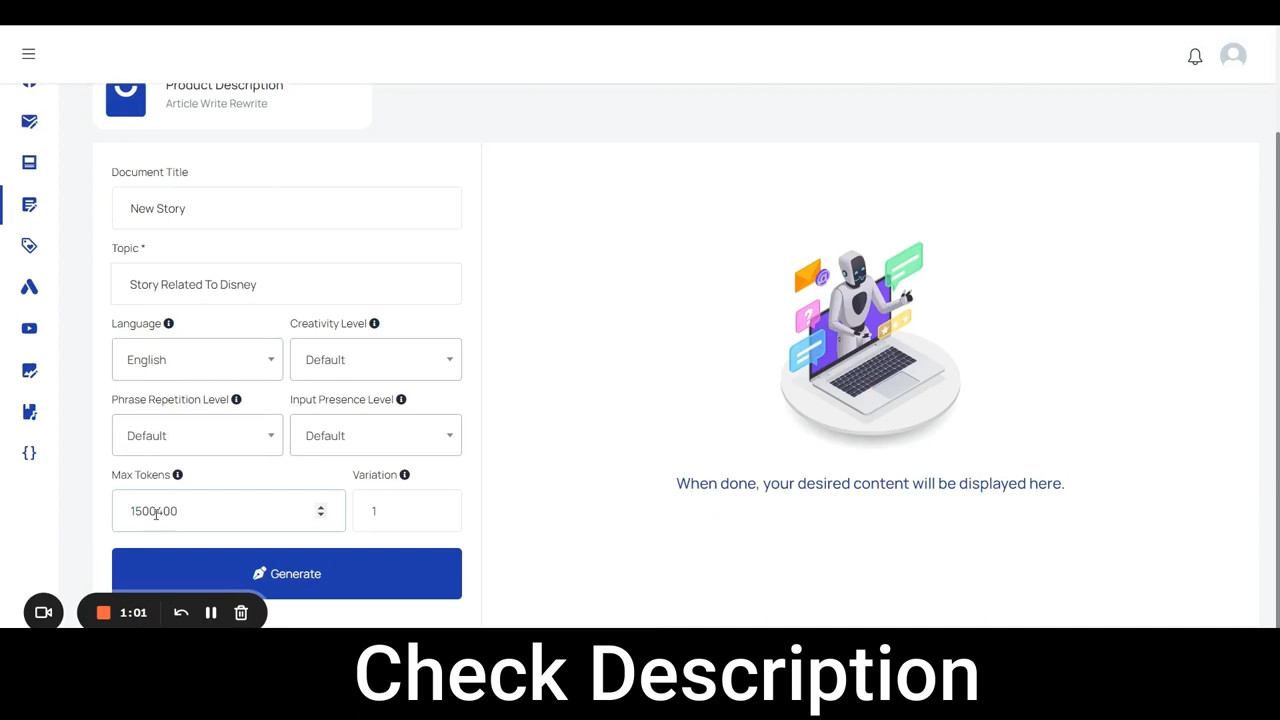 Product Description
Article Write Rewrite
Document Title
New Story
Topic *
Story Related To Disney
Language
Creativity Level
English
Default
Phrase Repetition Level
Input Presence Level
Default
Default
Max Tokens
Variation
1500400
1
Generate
When done, your desired content will be displayed here.
1:01
Check Description